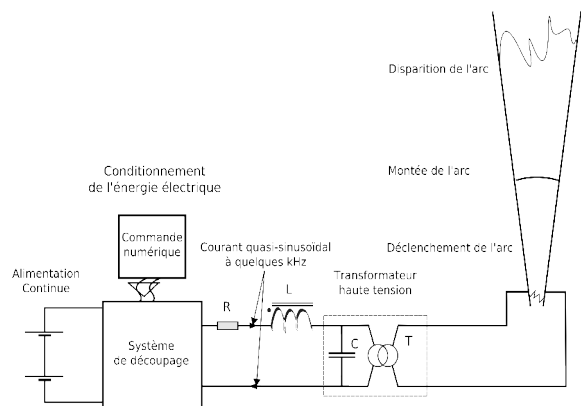 Disparition de l'arc
Montée de l'arc
Déclenchement de l'arc
Conditionnement
de l'énergie électrique
Commande
numérique
Courant quasi-sinusoïdal
à quelques kHz
Alimentation
Continue
Transformateur
haute tension
R
L
C
T
Système
de découpage